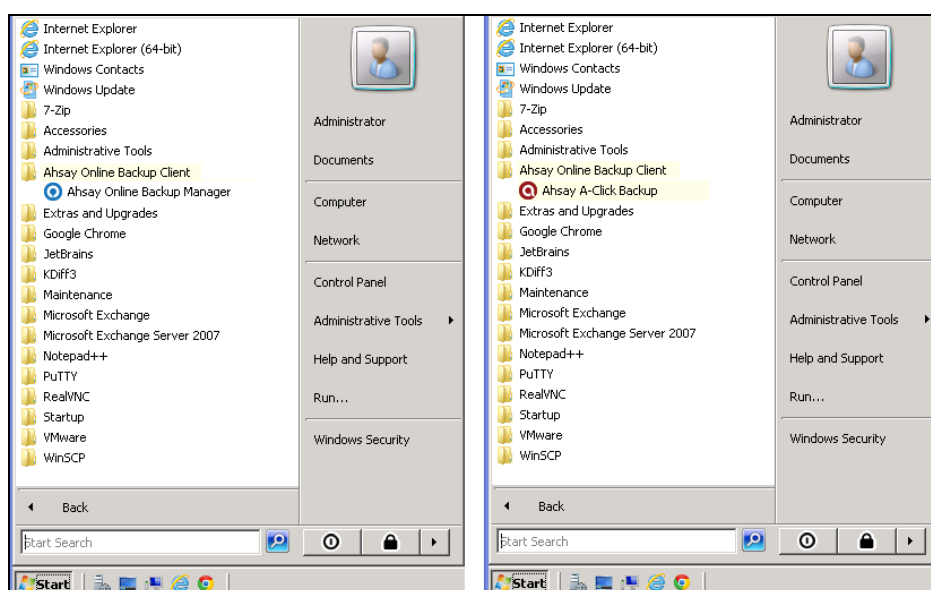 Internet Explorer
Internet Explorer (64-bit)
Windows Contacts
Windows Update
7-Zip
Accessories
Administrative Tools
Ahsay Online Backup Client
Ahsay Online Backup Manager
Extras and Upgrades
Google Chrome
JetBrains
KDiff3
Maintenance
Microsoft Exchange
Microsoft Exchange Server 2007
Notepad++
PuTTY
RealVNC
Startup
VMware
WinSCP
Back
Start Search
Administrator
Documents
Computer
Network
Control Panel
Administrative Tools
Help and Support
Run...
Windows Security
Start
Internet Explorer
Internet Explorer (64-bit)
Windows Contacts
Windows Update
7-Zip
Accessories
Administrative Tools
Ahsay Online Backup Client
Ahsay A-Click Backup
Extras and Upgrades
Google Chrome
JetBrains
KDiff3
Maintenance
Microsoft Exchange
Microsoft Exchange Server 2007
Notepad++
PuTTY
RealVNC
Startup
VMware
WinSCP
Back
Start Search
Administrator
Documents
Computer
Network
Control Panel
Administrative Tools
Help and Support
Run...
Windows Security
Start